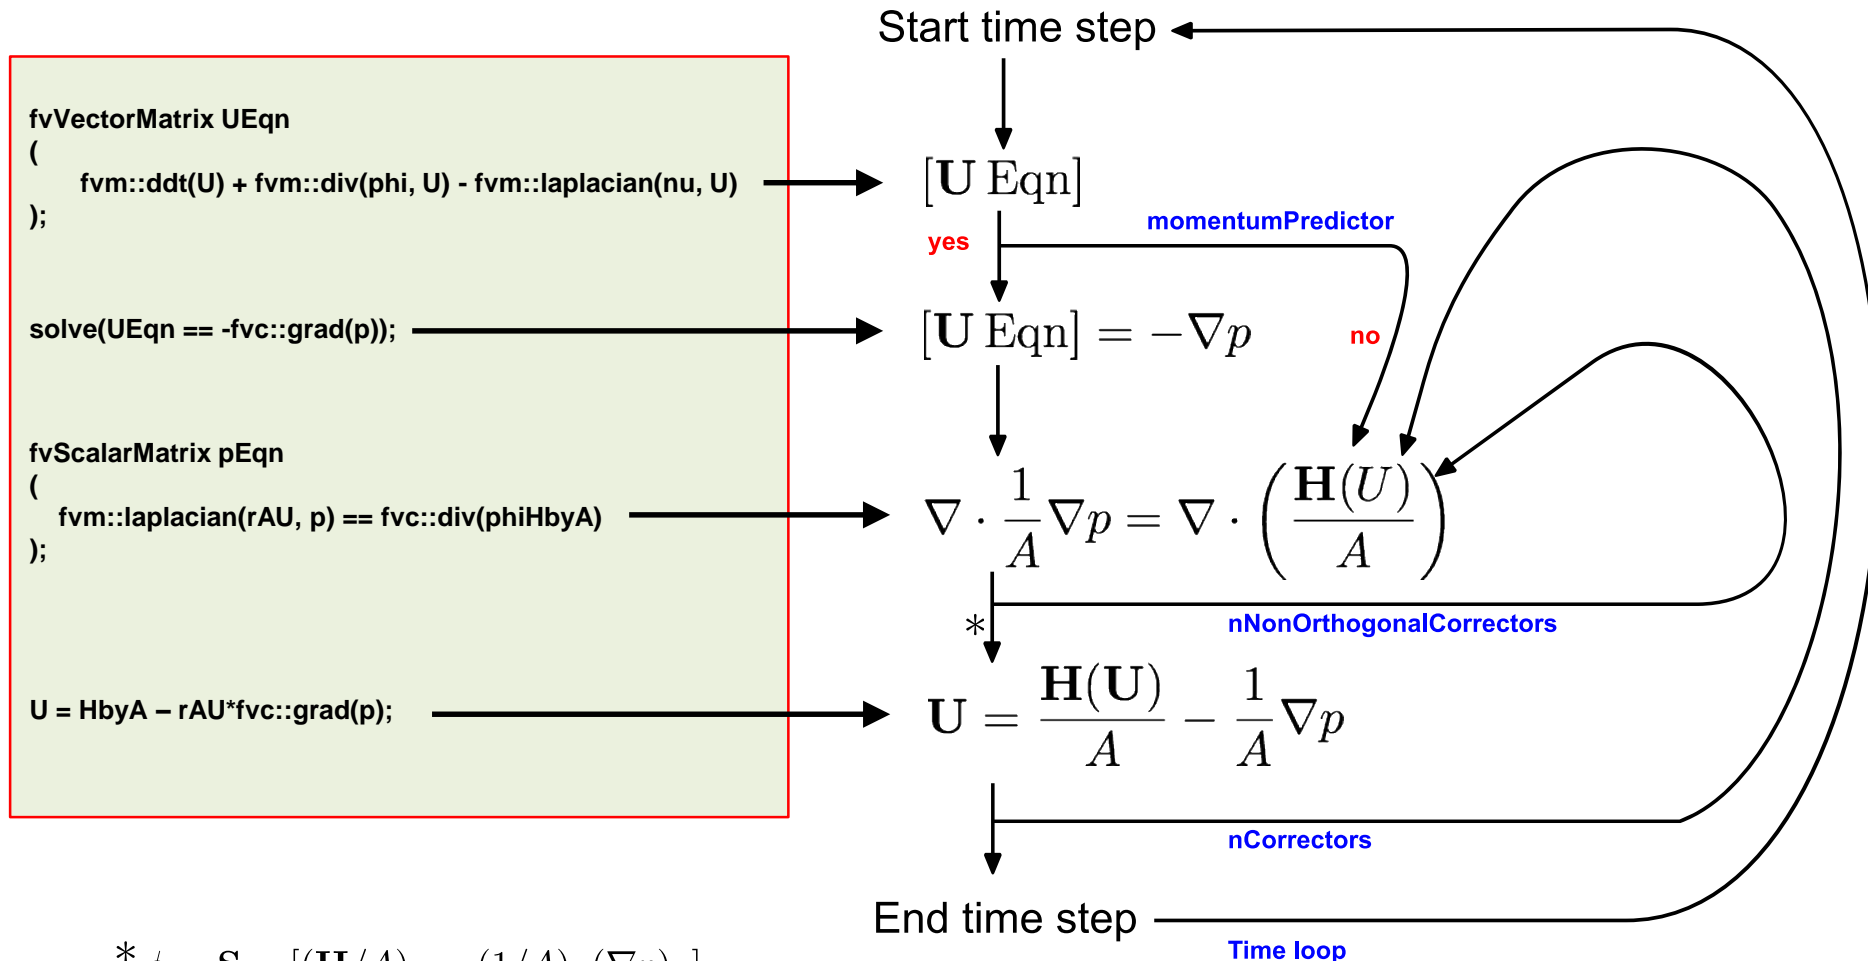 Start time step
fvVectorMatrix UEqn
(
fvm::ddt(U) + fvm::div(phi, U) - fvm::laplacian(nu, U)
);
[U Eqn]
momentumPredictor
yes
solve(UEqn == -fvc::grad(p));
[U Eqn] = −∇p
no
fvScalarMatrix pEqn
(
fvm::laplacian(rAU, p) == fvc::div(phiHbyA)
);
∇ · 1/A ∇p = ∇ · (H(U)/A)
nNonOrthogonalCorrectors
*
U = HbyA – rAU*fvc::grad(p);
U = H(U)/A − 1/A ∇p
nCorrectors
End time step
Time loop